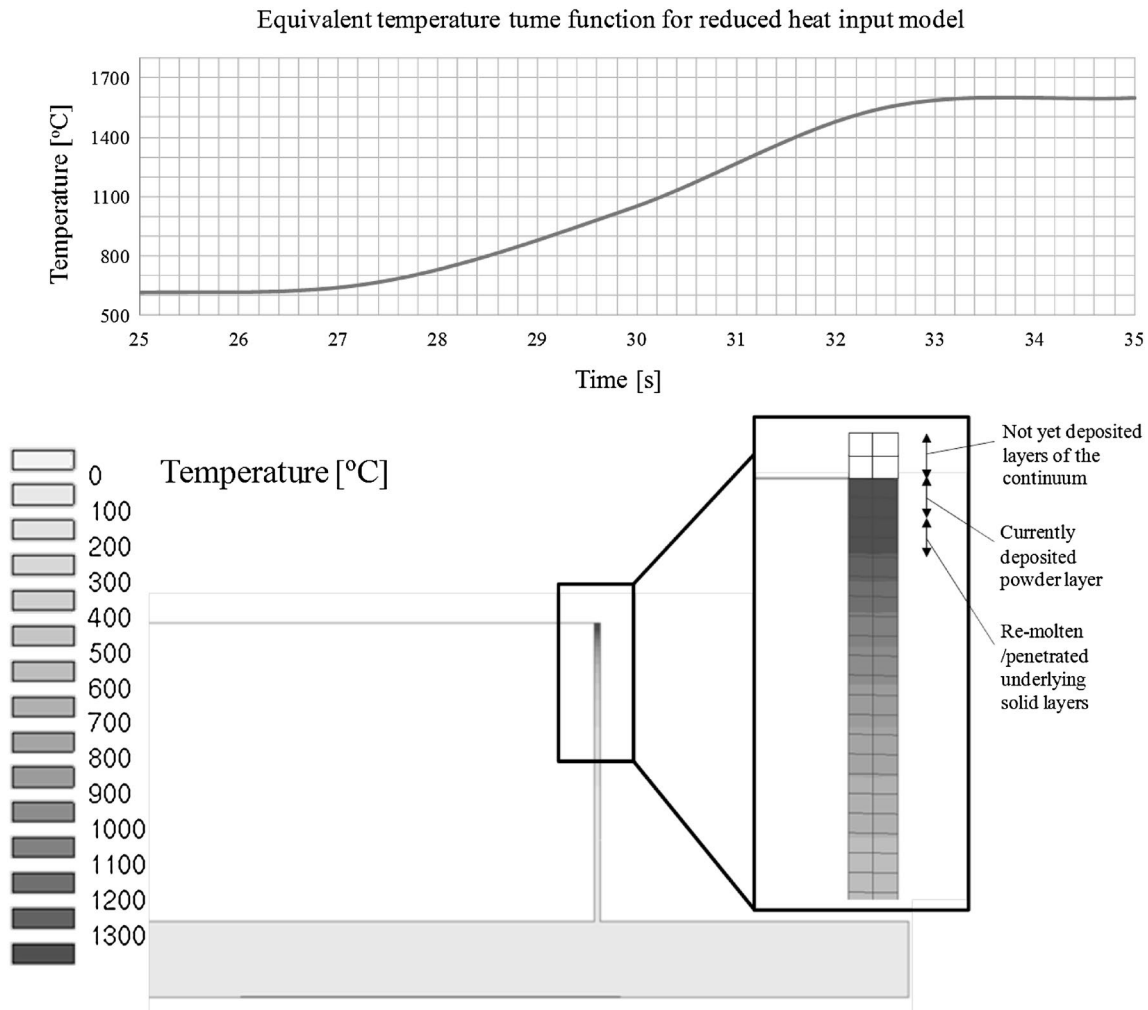 Equivalent temperature tume function for reduced heat input model
Temperature [°C]
1700
1400
1100
800
500
25 26 27 28 29 30 31 32 33 34 35
Time [s]
Temperature [°C]
0
100
200
300
400
500
600
700
800
900
1000
1100
1200
1300
Not yet deposited
layers of the
continuum
Currently
deposited
powder layer
Re-molten
/penetrated
underlying
solid layers